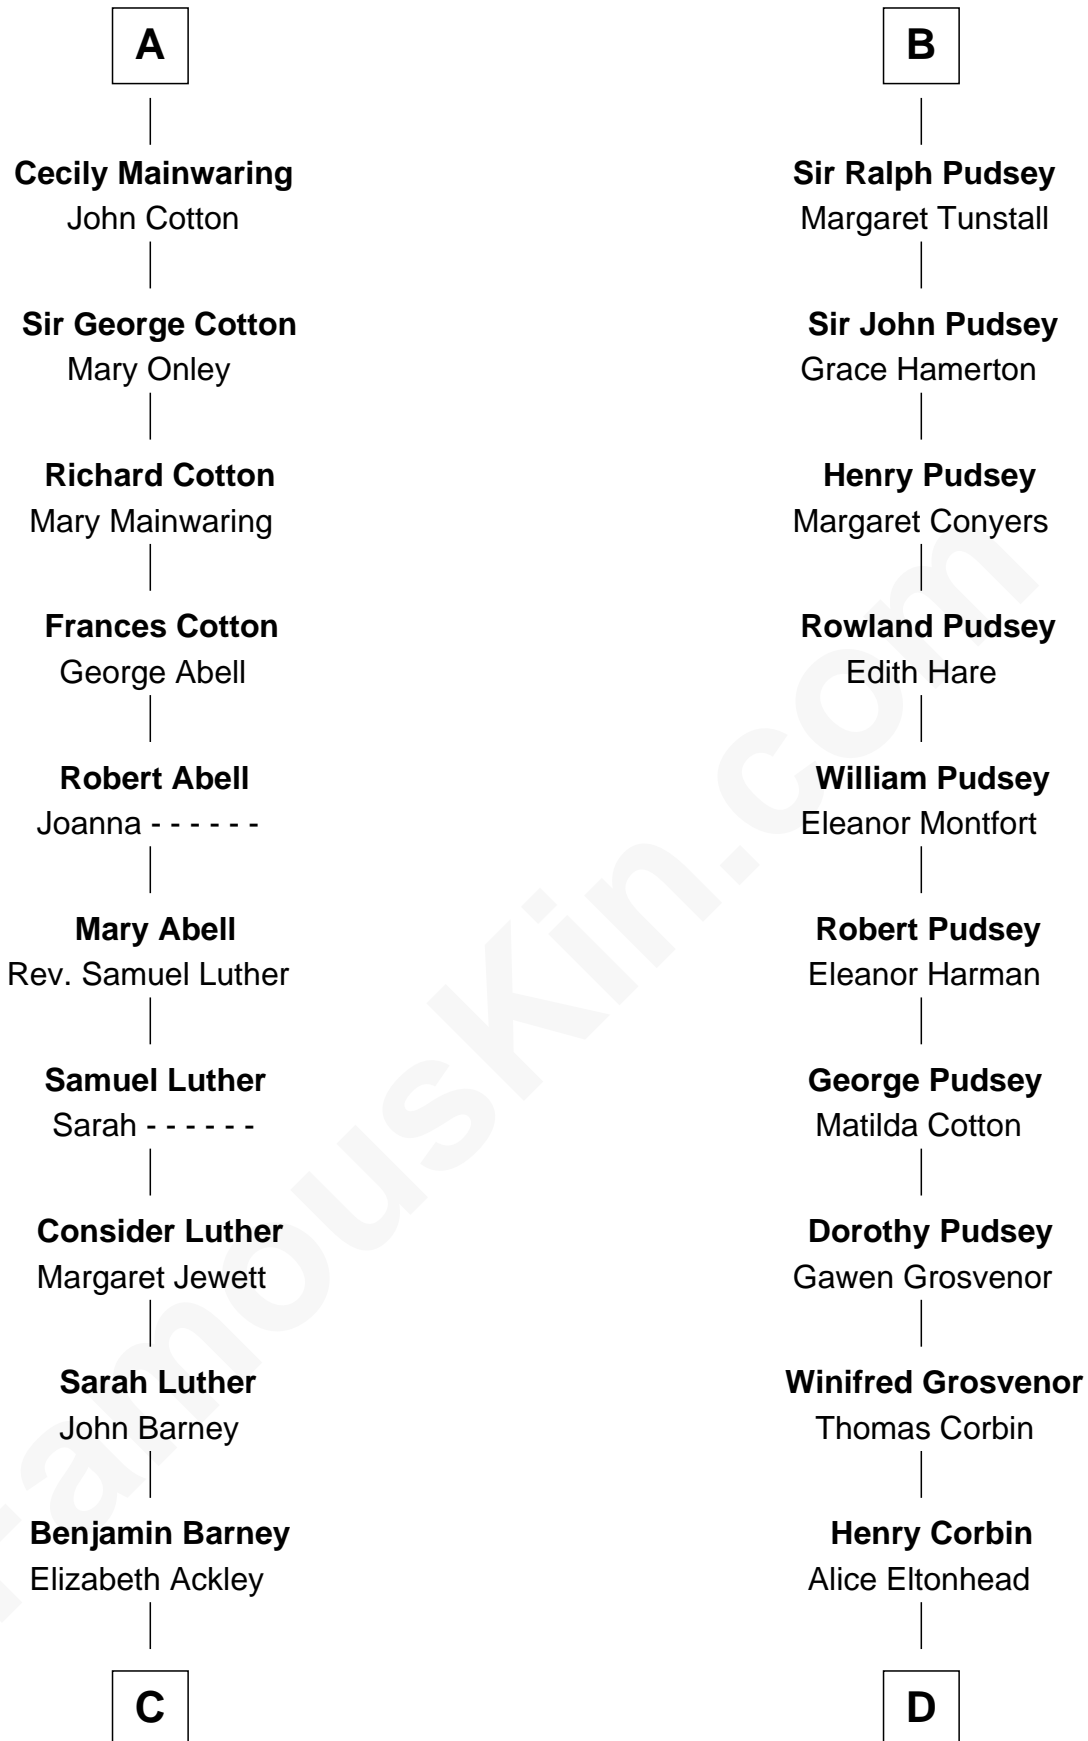 A
Cecily Mainwaring
John Cotton
Sir George Cotton
Mary Onley
Richard Cotton
Mary Mainwaring
Frances Cotton
George Abell
Robert Abell
Joanna - - - - - -
Mary Abell
Rev. Samuel Luther
Samuel Luther
Sarah - - - - - -
Consider Luther
Margaret Jewett
Sarah Luther
John Barney
Benjamin Barney
Elizabeth Ackley
C
B
Sir Ralph Pudsey
Margaret Tunstall
Sir John Pudsey
Grace Hamerton
Henry Pudsey
Margaret Conyers
Rowland Pudsey
Edith Hare
William Pudsey
Eleanor Montfort
Robert Pudsey
Eleanor Harman
George Pudsey
Matilda Cotton
Dorothy Pudsey
Gawen Grosvenor
Winifred Grosvenor
Thomas Corbin
Henry Corbin
Alice Eltonhead
D
FamousKin.com